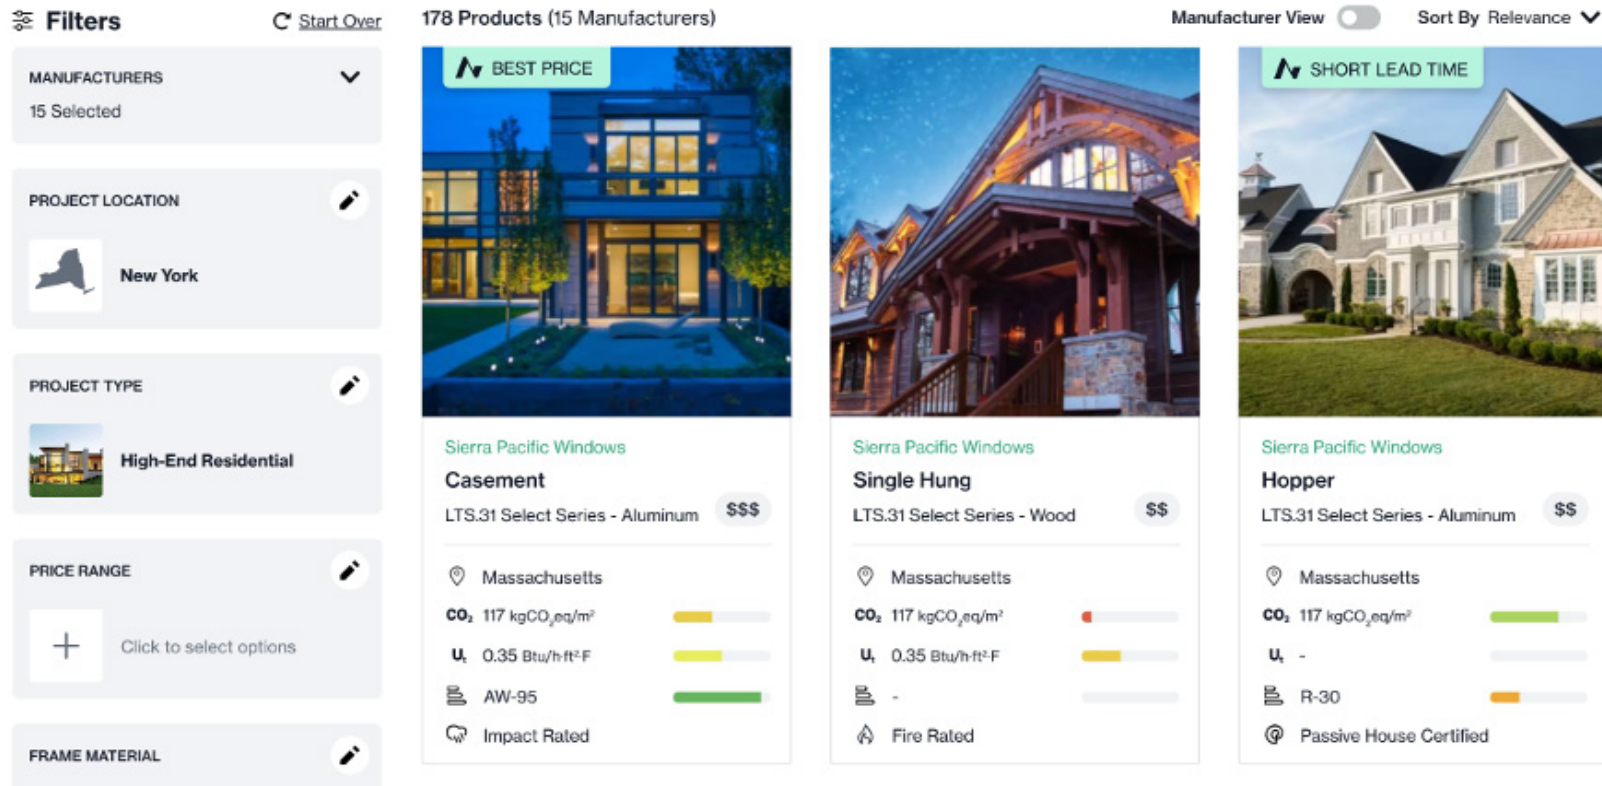 Filters
Start Over
MANUFACTURERS
15 Selected
PROJECT LOCATION
New York
PROJECT TYPE
High-End Residential
PRICE RANGE
Click to select options
FRAME MATERIAL
178 Products (15 Manufacturers)
Manufacturer View
Sort By Relevance
BEST PRICE
Sierra Pacific Windows
Casement
LTS.31 Select Series - Aluminum
$$$
Massachusetts
CO₂ 117 kgCO₂eq/m²
Uₜ 0.35 Btu/h·ft²·F
AW-95
Impact Rated
Sierra Pacific Windows
Single Hung
LTS.31 Select Series - Wood
$$
Massachusetts
CO₂ 117 kgCO₂eq/m²
Uₜ 0.35 Btu/h·ft²·F
-
Fire Rated
SHORT LEAD TIME
Sierra Pacific Windows
Hopper
LTS.31 Select Series - Aluminum
$$
Massachusetts
CO₂ 117 kgCO₂eq/m²
Uₜ -
R-30
Passive House Certified